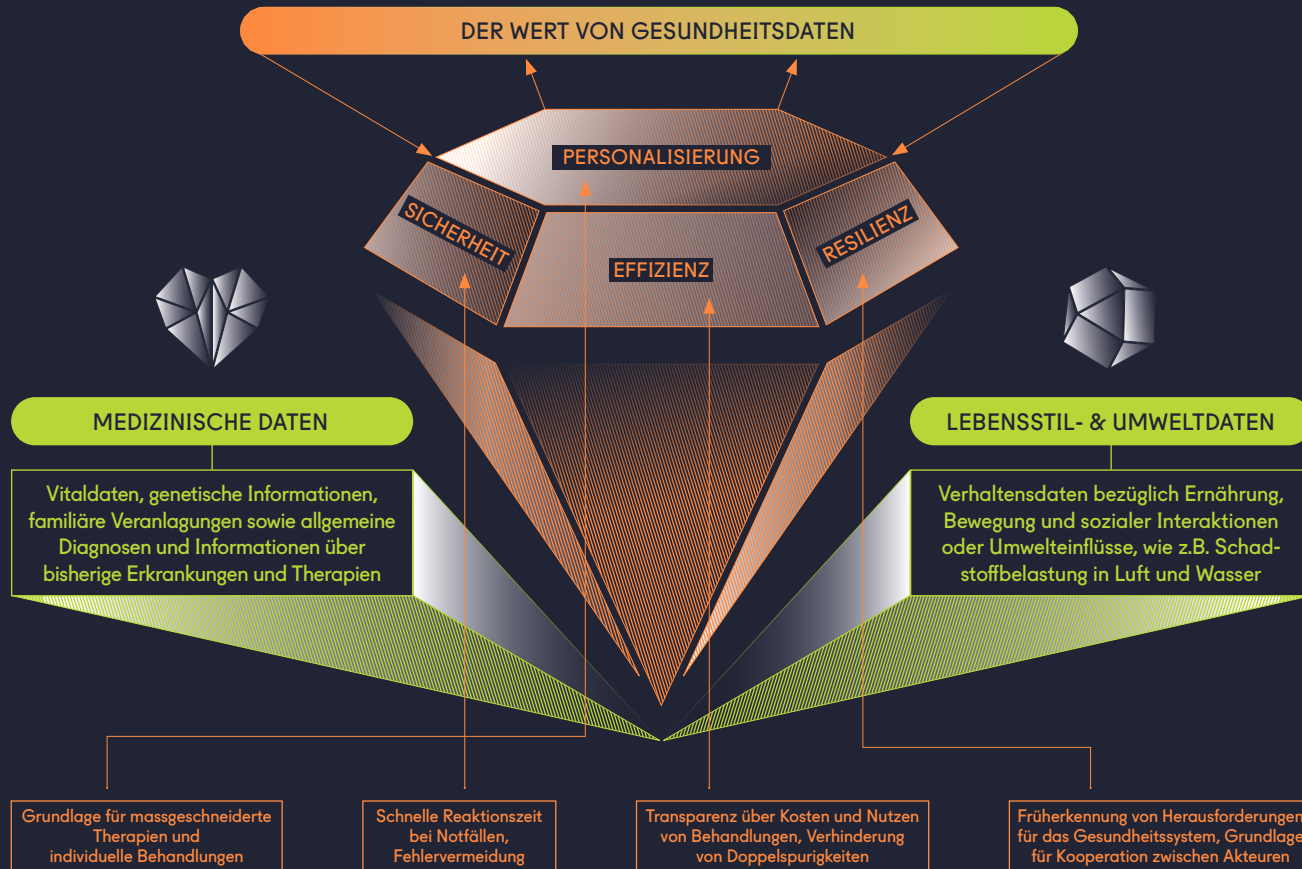 DER WERT VON GESUNDHEITSDATEN
PERSONALISIERUNG
SICHERHEIT
EFFIZIENZ
RESILIENZ
MEDIZINISCHE DATEN
Vitaldaten, genetische Informationen,
familiäre Veranlagungen sowie allgemeine
Diagnosen und Informationen über
bisherige Erkrankungen und Therapien
LEBENSSTIL- & UMWELTDATEN
Verhaltensdaten bezüglich Ernährung,
Bewegung und sozialer Interaktionen
oder Umwelteinflüsse, wie z.B. Schad-
stoffbelastung in Luft und Wasser
Grundlage für massgeschneiderte
Therapien und
individuelle Behandlungen
Schnelle Reaktionszeit
bei Notfällen,
Fehlervermeidung
Transparenz über Kosten und Nutzen
von Behandlungen, Verhinderung
von Doppelspurigkeiten
Früherkennung von Herausforderungen
für das Gesundheitssystem, Grundlage
für Kooperation zwischen Akteuren